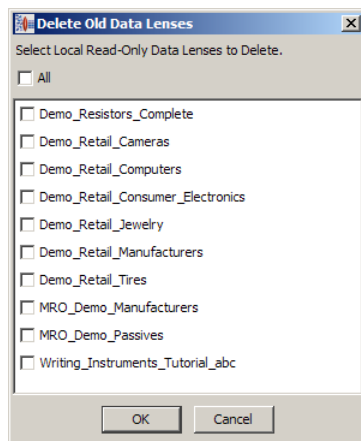 Delete Old Data Lenses
Select Local Read-Only Data Lenses to Delete.
All
Demo_Resistors_Complete
Demo_Retail_Cameras
Demo_Retail_Computers
Demo_Retail_Consumer_Electronics
Demo_Retail_Jewelry
Demo_Retail_Manufacturers
Demo_Retail_Tires
MRO_Demo_Manufacturers
MRO_Demo_Passives
Writing_Instruments_Tutorial_abc
OK Cancel